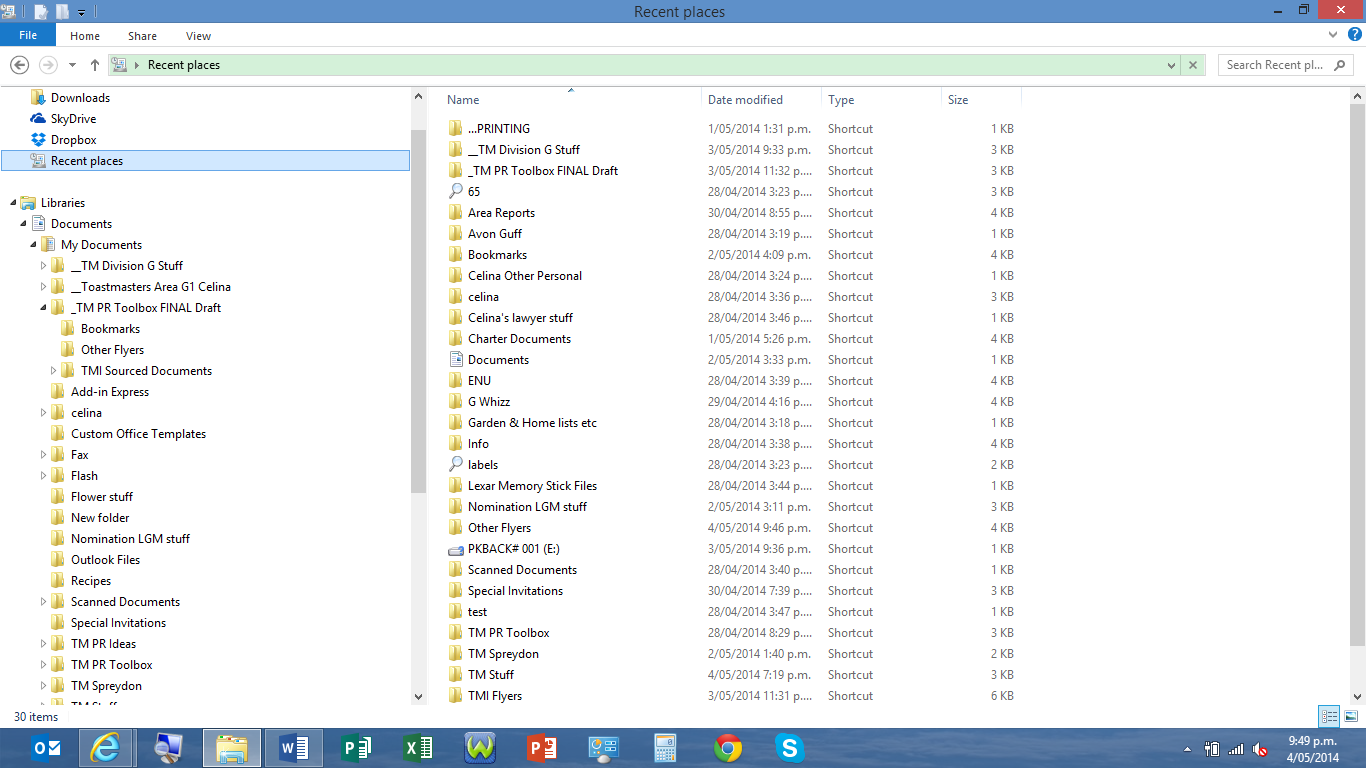 Recent places
File Home Share View
Recent places Search Recent pl...
Downloads
SkyDrive
Dropbox
Recent places
Libraries
Documents
My Documents
__TM Division G Stuff
__Toastmasters Area G1 Celina
_TM PR Toolbox FINAL Draft
Bookmarks
Other Flyers
TMI Sourced Documents
Add-in Express
celina
Custom Office Templates
Fax
Flash
Flower stuff
New folder
Nomination LGM stuff
Outlook Files
Recipes
Scanned Documents
Special Invitations
TM PR Ideas
TM PR Toolbox
TM Spreydon
TM Stuff
Name Date modified Type Size
...PRINTING 1/05/2014 1:31 p.m. Shortcut 1 KB
__TM Division G Stuff 3/05/2014 9:33 p.m. Shortcut 3 KB
_TM PR Toolbox FINAL Draft 3/05/2014 11:32 p.m. Shortcut 3 KB
65 28/04/2014 3:23 p.... Shortcut 3 KB
Area Reports 30/04/2014 8:55 p.... Shortcut 4 KB
Avon Guff 28/04/2014 3:19 p.... Shortcut 1 KB
Bookmarks 2/05/2014 4:09 p.m. Shortcut 4 KB
Celina Other Personal 28/04/2014 3:24 p.... Shortcut 1 KB
celina 28/04/2014 3:36 p.... Shortcut 3 KB
Celina's lawyer stuff 28/04/2014 3:46 p.... Shortcut 1 KB
Charter Documents 1/05/2014 5:26 p.m. Shortcut 4 KB
Documents 2/05/2014 3:33 p.m. Shortcut 1 KB
ENU 28/04/2014 3:39 p.... Shortcut 4 KB
G Whizz 29/04/2014 4:16 p.... Shortcut 4 KB
Garden & Home lists etc 28/04/2014 3:18 p.... Shortcut 1 KB
Info 28/04/2014 3:38 p.... Shortcut 4 KB
labels 28/04/2014 3:23 p.... Shortcut 2 KB
Lexar Memory Stick Files 28/04/2014 3:44 p.... Shortcut 1 KB
Nomination LGM stuff 2/05/2014 3:11 p.m. Shortcut 3 KB
Other Flyers 4/05/2014 9:46 p.m. Shortcut 4 KB
PKBACK# 001 (E:) 3/05/2014 9:36 p.m. Shortcut 1 KB
Scanned Documents 28/04/2014 3:40 p.... Shortcut 1 KB
Special Invitations 30/04/2014 7:39 p.... Shortcut 3 KB
test 28/04/2014 3:47 p.... Shortcut 1 KB
TM PR Toolbox 28/04/2014 8:29 p.... Shortcut 3 KB
TM Spreydon 2/05/2014 1:40 p.m. Shortcut 2 KB
TM Stuff 4/05/2014 7:19 p.m. Shortcut 3 KB
TMI Flyers 3/05/2014 11:31 p.m. Shortcut 6 KB
30 items
9:49 p.m.
4/05/2014